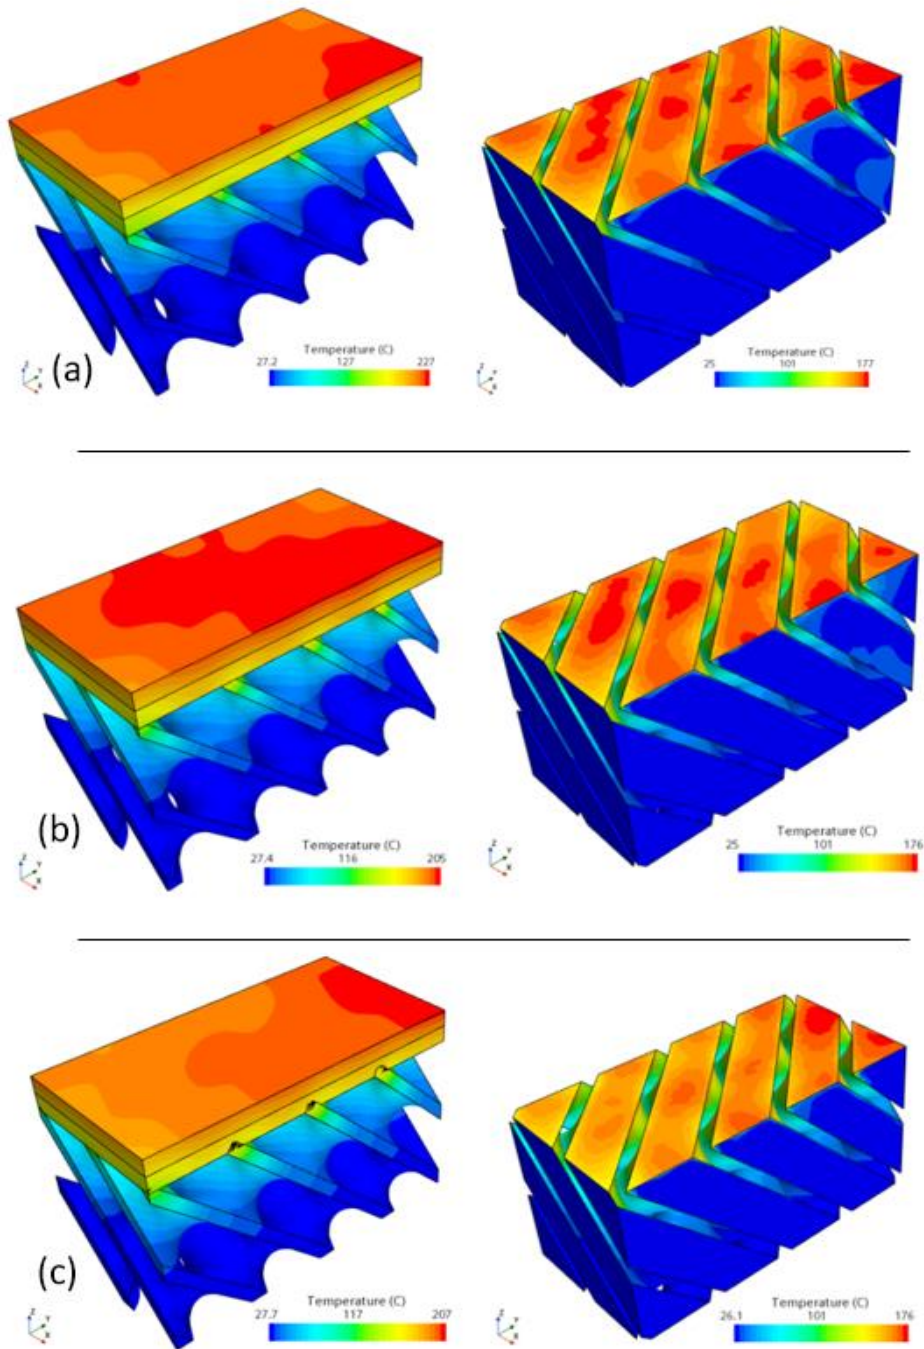 Temperature (C)
27.2 127 227
Temperature (C)
25 101 177
(a)
Z Y X
Z Y X
Temperature (C)
27.4 116 205
Temperature (C)
25 101 176
(b)
Z Y X
Z Y X
Temperature (C)
27.7 117 207
Temperature (C)
26.1 101 176
(c)
Z Y X
Z Y X